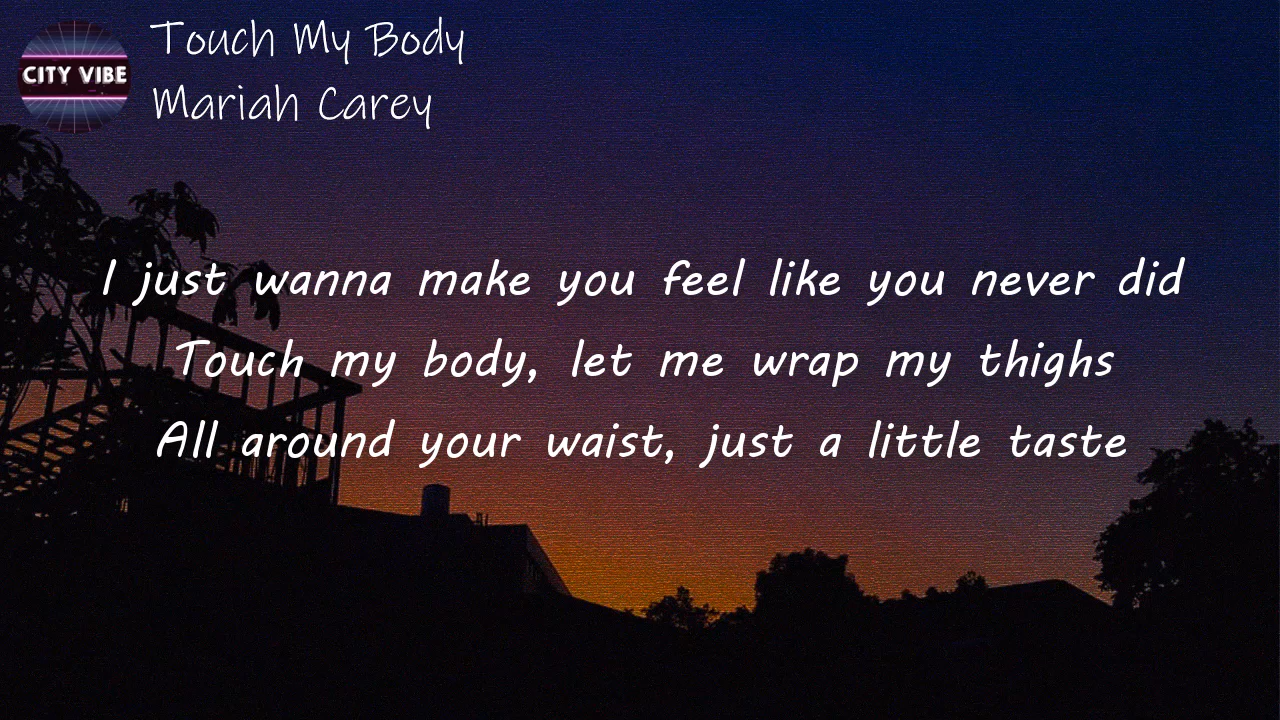 CITY VIBE
Touch My Body
Mariah Carey
I just wanna make you feel like you never did
Touch my body, let me wrap my thighs
All around your waist, just a little taste